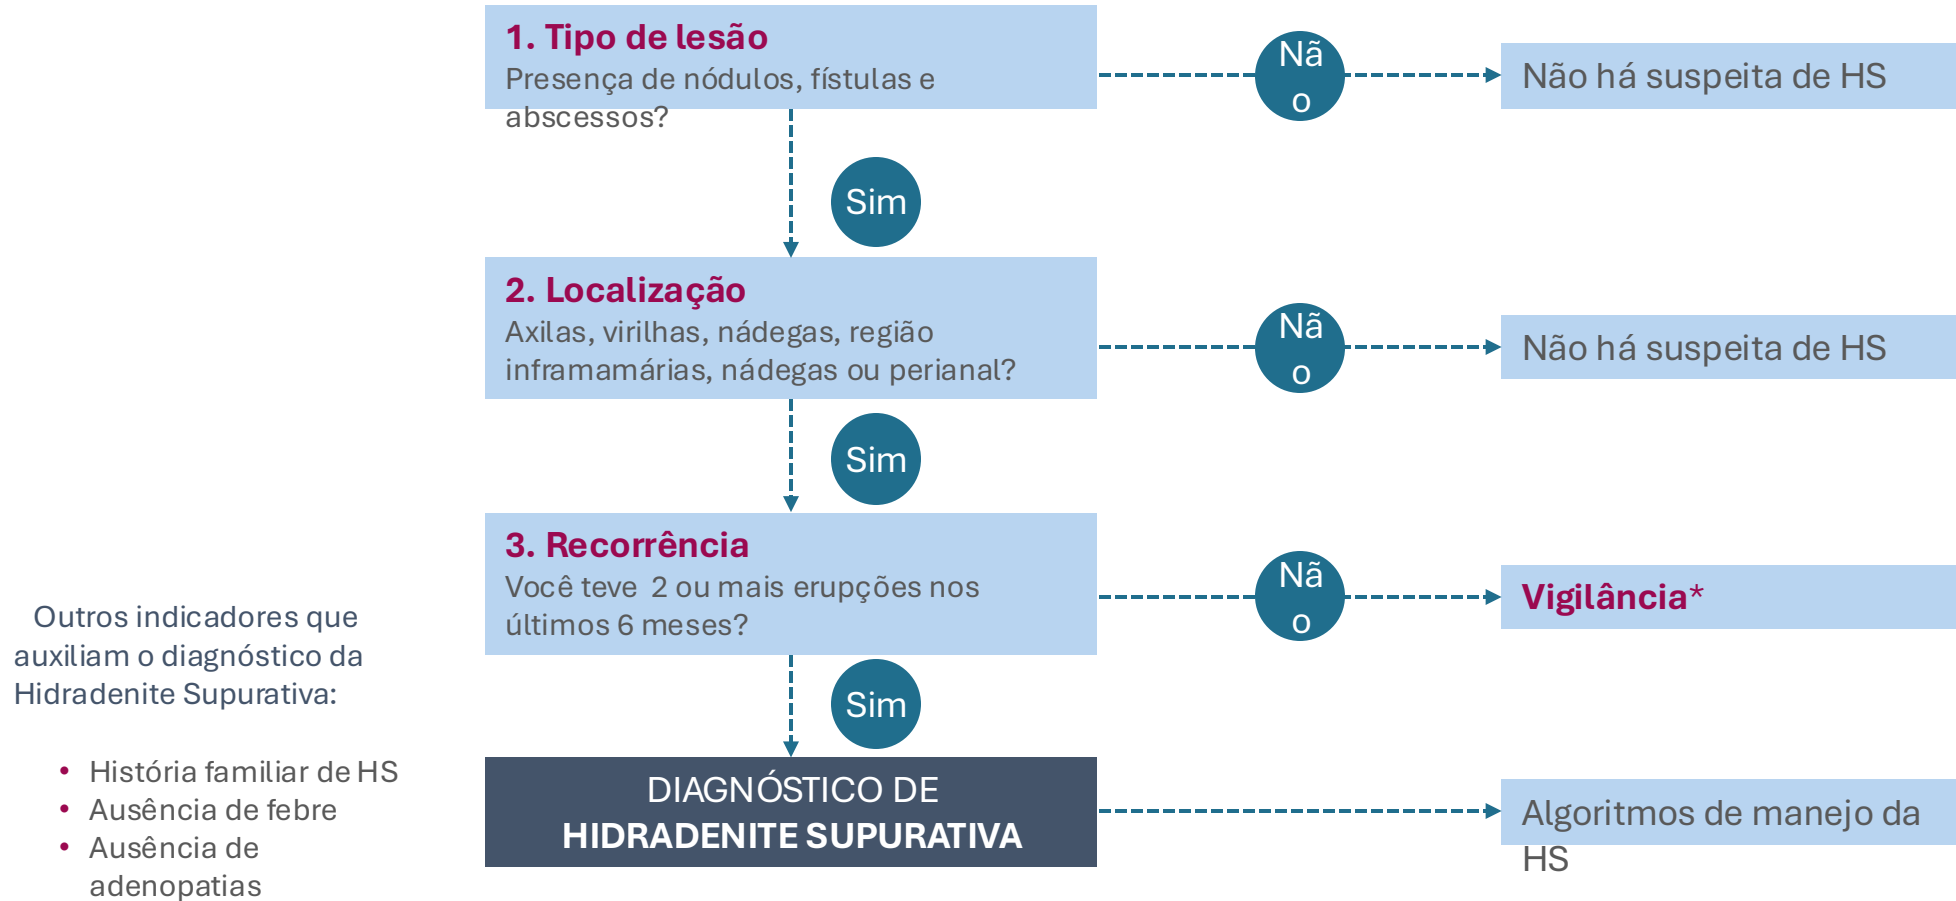 1. Tipo de lesão
Presença de nódulos, fístulas e
abscessos?
Nã
o
Não há suspeita de HS
Sim
2. Localização
Axilas, virilhas, nádegas, região
inframamárias, nádegas ou perianal?
Nã
o
Não há suspeita de HS
Sim
3. Recorrência
Você teve 2 ou mais erupções nos
últimos 6 meses?
Nã
o
Vigilância*
Sim
DIAGNÓSTICO DE
HIDRADENITE SUPURATIVA
Algoritmos de manejo da
HS
Outros indicadores que
auxiliam o diagnóstico da
Hidradenite Supurativa:
• História familiar de HS
• Ausência de febre
• Ausência de
adenopatias